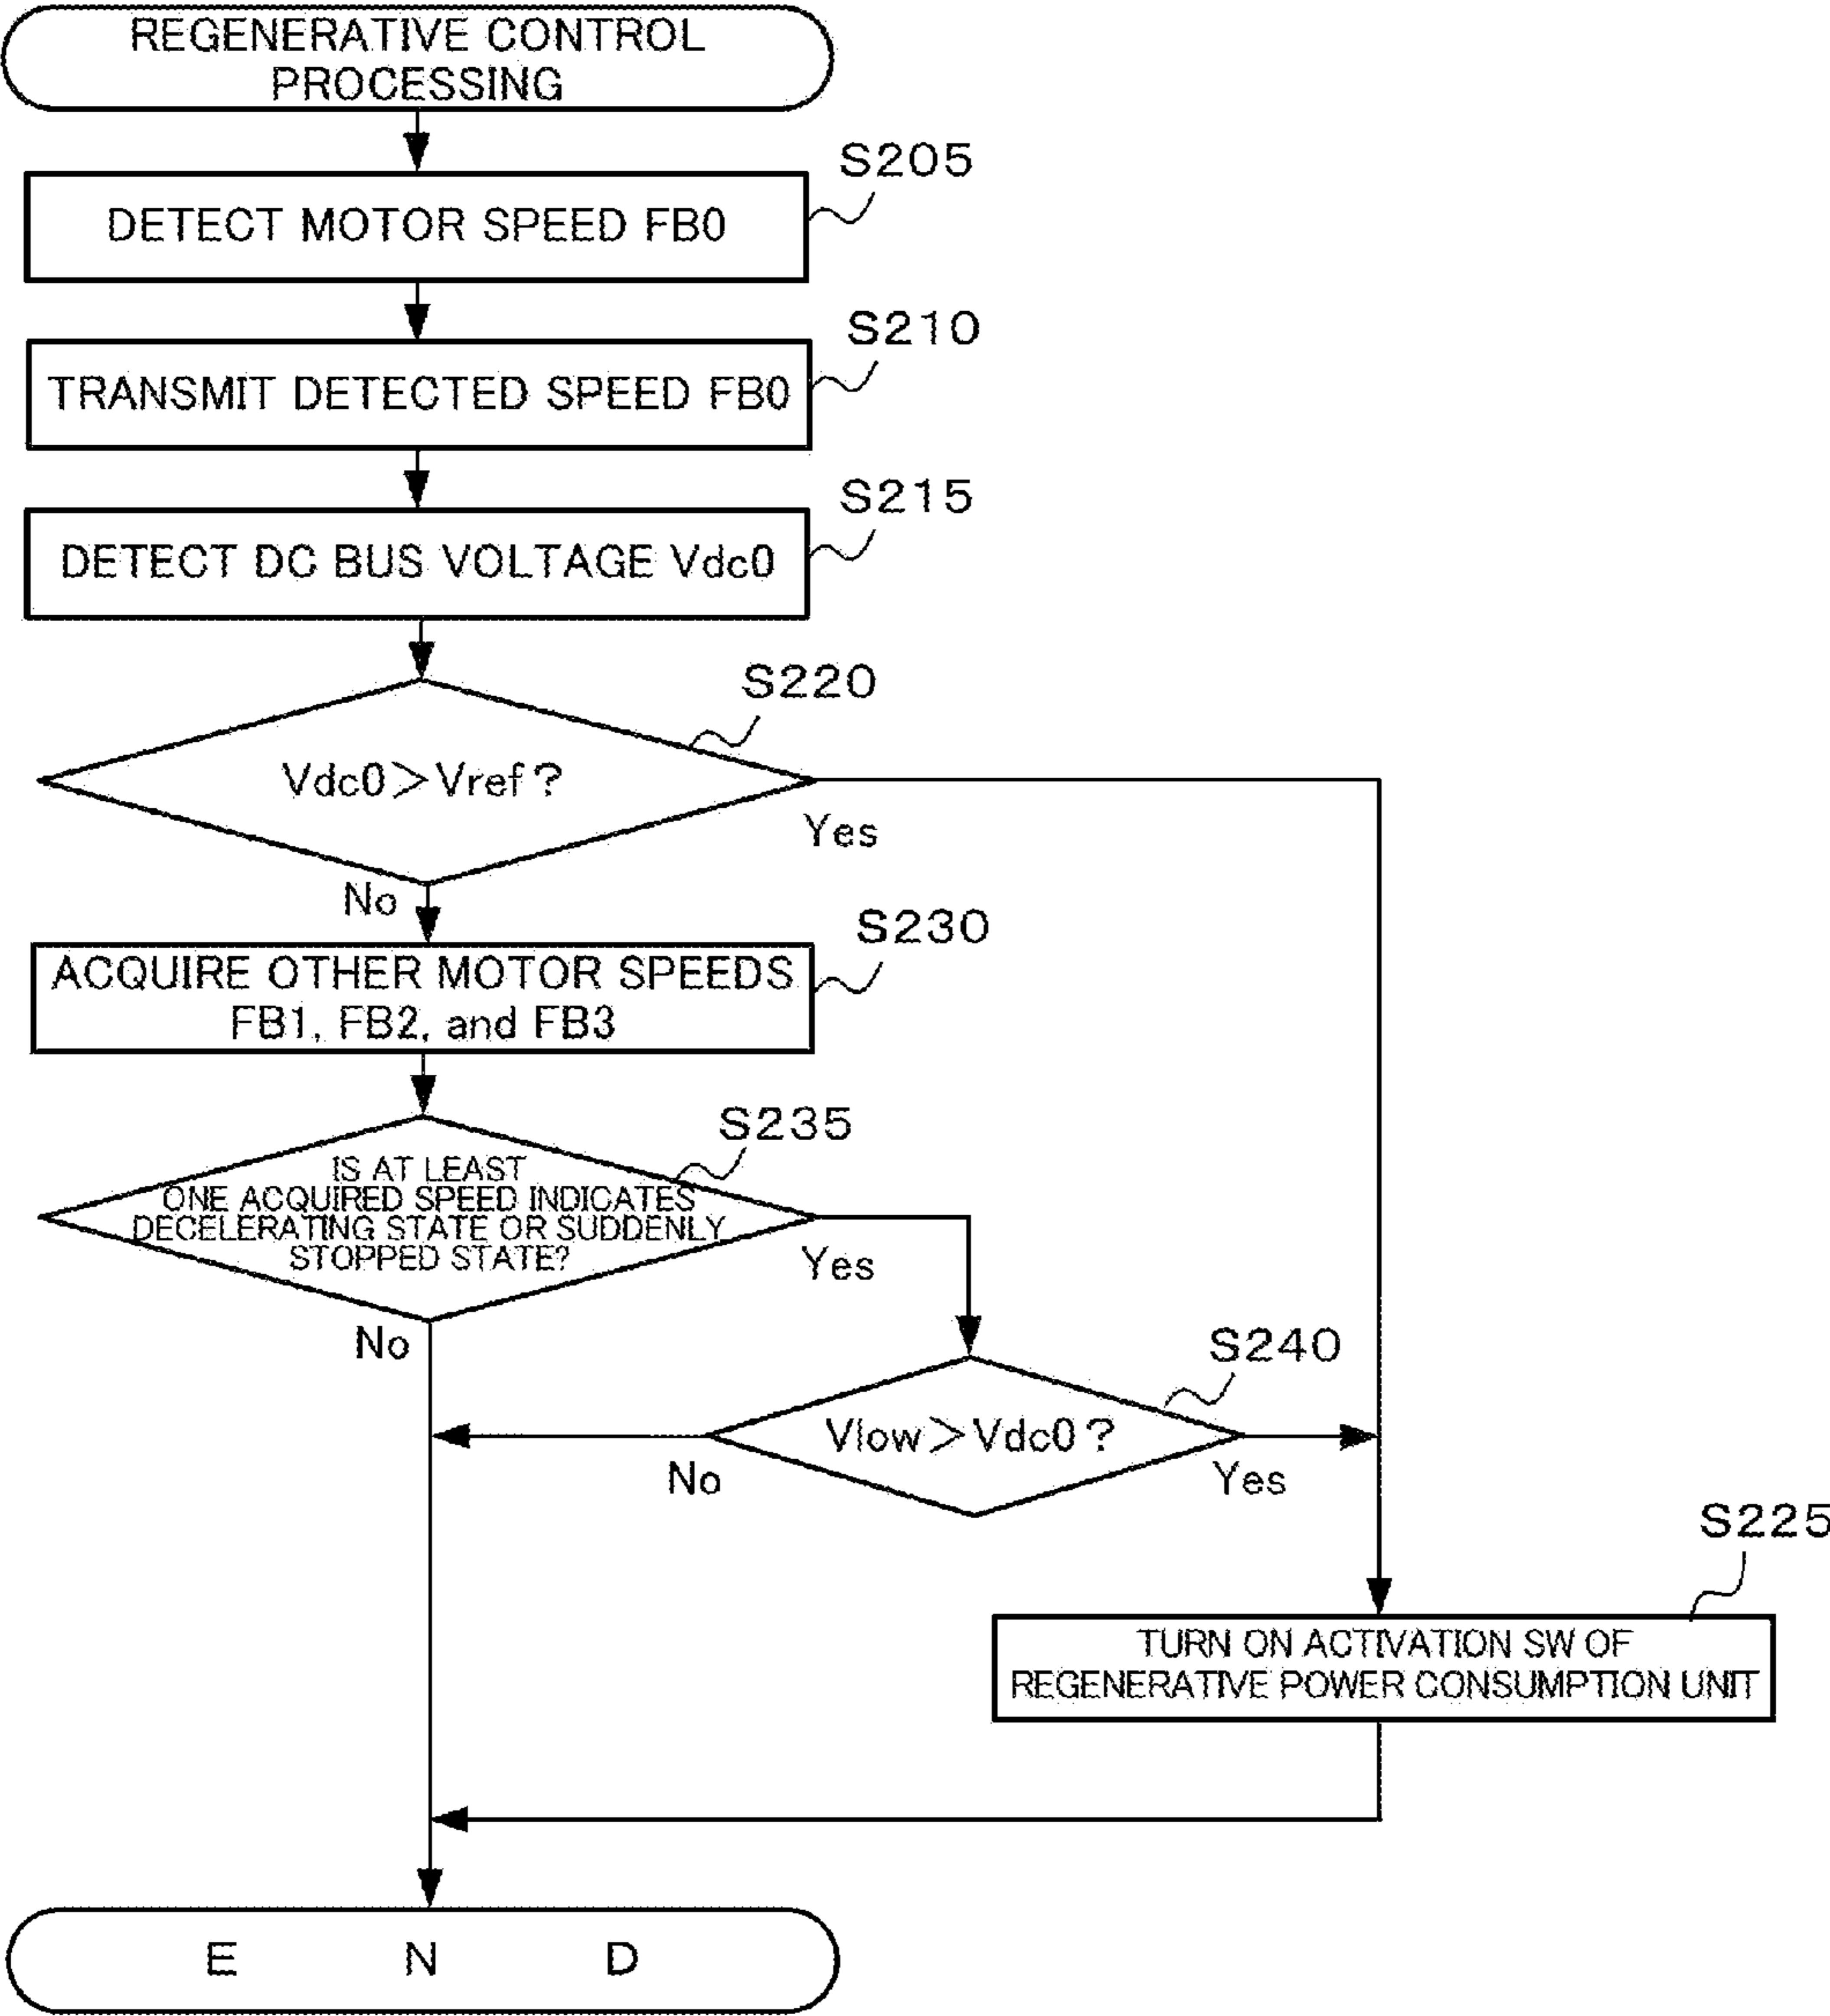 REGENERATIVE CONTROL
PROCESSING
S205
DETECT MOTOR SPEED FB0
S210
TRANSMIT DETECTED SPEED FB0
S215
DETECT DC BUS VOLTAGE Vdc0
S220
Vdc0>Vref?
Yes
No
S230
ACQUIRE OTHER MOTOR SPEEDS
FB1, FB2, and FB3
S235
IS AT LEAST
ONE ACQUIRED SPEED INDICATES
DECELERATING STATE OR SUDDENLY
STOPPED STATE?
Yes
No
S240
Vlow>Vdc0?
No
Yes
S225
TURN ON ACTIVATION SW OF
REGENERATIVE POWER CONSUMPTION UNIT
E N D